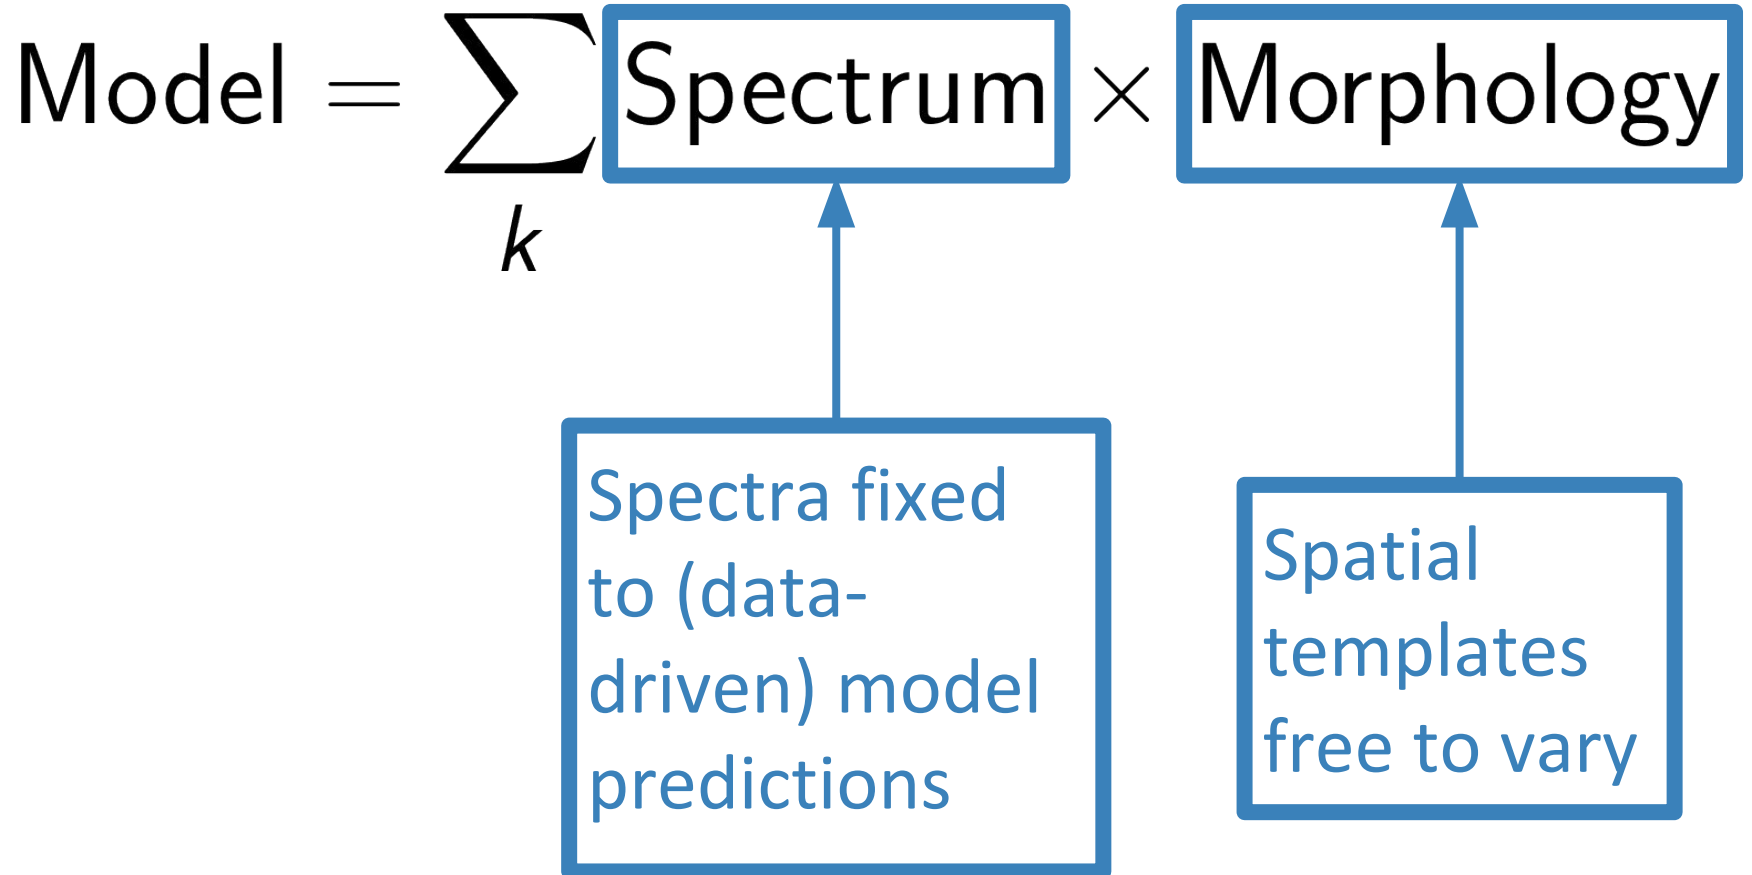 Model = ∑ Spectrum × Morphology
k
Spectra fixed
to (data-
driven) model
predictions
Spatial
templates
free to vary